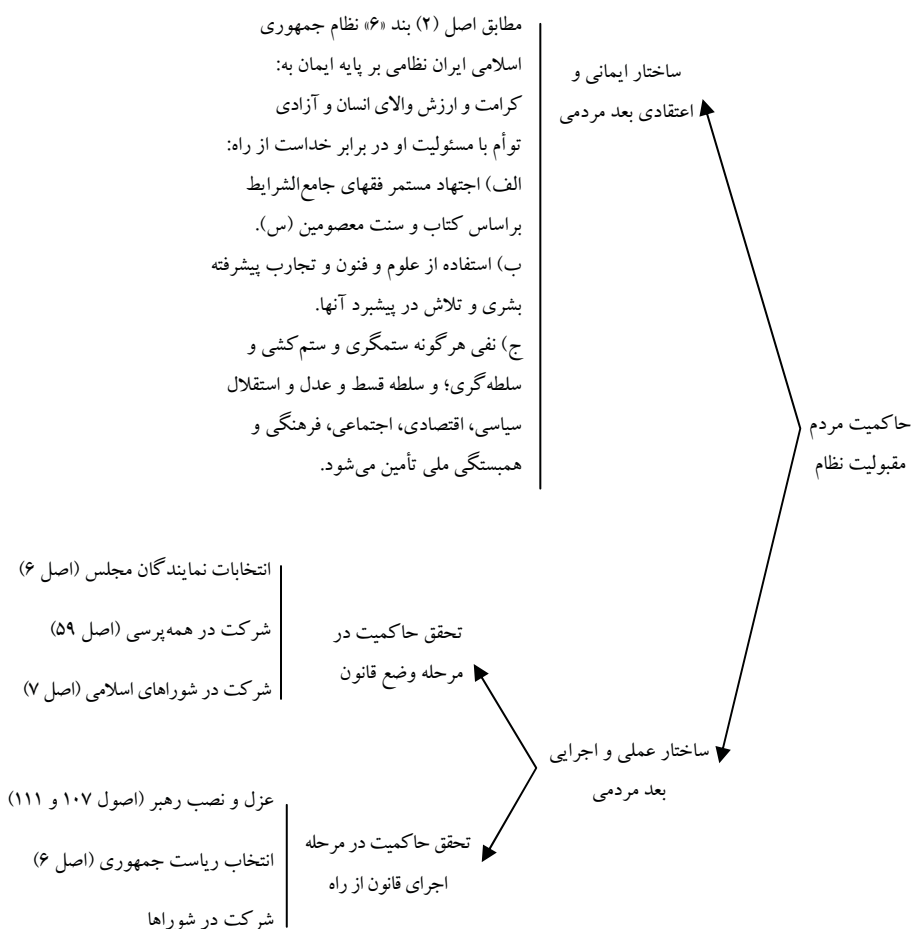 حاکمیت مردم
مقبولیت نظام
ساختار ایمانی و
اعتقادی بعد مردمی
مطابق اصل (۲) بند «۶» نظام جمهوری
اسلامی ایران نظامی بر پایه ایمان به:
کرامت و ارزش والای انسان و آزادی
توأم با مسئولیت او در برابر خداست از راه:
الف) اجتهاد مستمر فقهای جامع‌الشرایط
براساس کتاب و سنت معصومین (س).
ب) استفاده از علوم و فنون و تجارب پیشرفته
بشری و تلاش در پیشبرد آنها.
ج) نفی هرگونه ستمگری و ستم‌کشی و
سلطه‌گری؛ و سلطه قسط و عدل و استقلال
سیاسی، اقتصادی، اجتماعی، فرهنگی و
همبستگی ملی تأمین می‌شود.
ساختار عملی و اجرایی
بعد مردمی
تحقق حاکمیت در
مرحله وضع قانون
انتخابات نمایندگان مجلس (اصل ۶)
شرکت در همه‌پرسی (اصل ۵۹)
شرکت در شوراهای اسلامی (اصل ۷)
تحقق حاکمیت در مرحله
اجرای قانون از راه
عزل و نصب رهبر (اصول ۱۰۷ و ۱۱۱)
انتخاب ریاست جمهوری (اصل ۶)
شرکت در شوراها